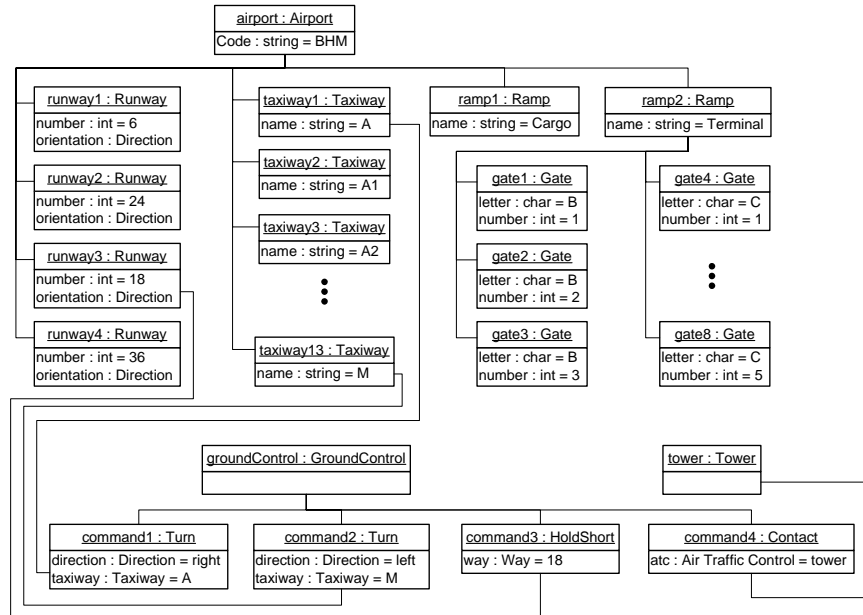 airport : Airport
Code : string = BHM
runway1 : Runway
number : int = 6
orientation : Direction
taxiway1 : Taxiway
name : string = A
ramp1 : Ramp
name : string = Cargo
ramp2 : Ramp
name : string = Terminal
runway2 : Runway
number : int = 24
orientation : Direction
taxiway2 : Taxiway
name : string = A1
gate1 : Gate
letter : char = B
number : int = 1
gate4 : Gate
letter : char = C
number : int = 1
runway3 : Runway
number : int = 18
orientation : Direction
taxiway3 : Taxiway
name : string = A2
gate2 : Gate
letter : char = B
number : int = 2
runway4 : Runway
number : int = 36
orientation : Direction
taxiway13 : Taxiway
name : string = M
gate3 : Gate
letter : char = B
number : int = 3
gate8 : Gate
letter : char = C
number : int = 5
groundControl : GroundControl
tower : Tower
command1 : Turn
direction : Direction = right
taxiway : Taxiway = A
command2 : Turn
direction : Direction = left
taxiway : Taxiway = M
command3 : HoldShort
way : Way = 18
command4 : Contact
atc : Air Traffic Control = tower